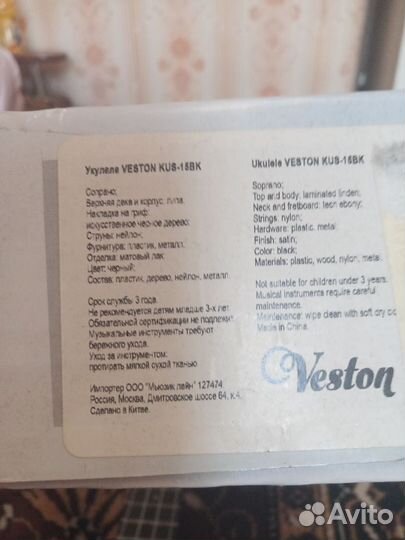 Укулеле VESTON KUS-15BK
Сопрано;
Верхняя дека и корпус: липа;
Накладка на гриф:
искусственное черное дерево;
Струны: нейлон;
Фурнитура: пластик, металл;
Отделка: матовый лак;
Цвет: черный;
Состав: пластик, дерево, нейлон, металл.
Срок службы 3 года.
Не рекомендуется детям младше 3-х лет.
Обязательной сертификации не подлежит.
Музыкальные инструменты требуют
бережного ухода.
Уход за инструментом:
протирать мягкой сухой тканью.
Импортер ООО "Мьюзик лайн" 127474
Россия, Москва, Дмитровское шоссе 64, к.4.
Сделано в Китае.
Ukulele VESTON KUS-15BK
Soprano;
Top and body: laminated linden;
Neck and fretboard: tech ebony;
Strings: nylon;
Hardware: plastic, metal
Finish: satin;
Color: black;
Materials: plastic, wood, nylon, metal
Not suitable for children under 3 years.
Musical instruments require careful
maintenance.
Maintenance: wipe clean with soft dry
Made in China.
Veston
Avito